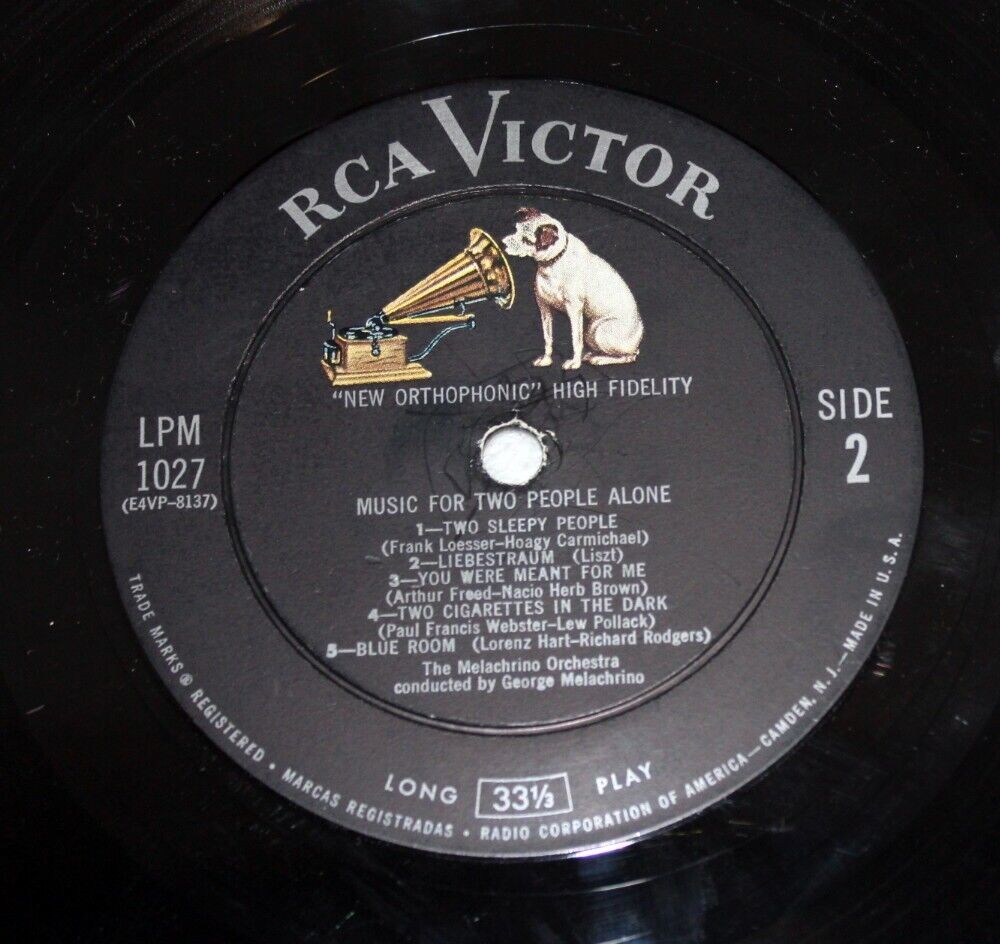 RCA VICTOR
"NEW ORTHOPHONIC" HIGH FIDELITY
LPM
1027
(E4VP-8137)
SIDE
2
MUSIC FOR TWO PEOPLE ALONE
1—TWO SLEEPY PEOPLE
(Frank Loesser-Hoagy Carmichael)
2—LIEBESTRAUM (Liszt)
3—YOU WERE MEANT FOR ME
(Arthur Freed-Nacio Herb Brown)
4—TWO CIGARETTES IN THE DARK
(Paul Francis Webster-Lew Pollack)
5—BLUE ROOM (Lorenz Hart-Richard Rodgers)
The Melachrino Orchestra
conducted by George Melachrino
LONG 33⅓ PLAY
TRADE MARKS ® REGISTERED • MARCAS REGISTRADAS • RADIO CORPORATION OF AMERICA—CAMDEN, N. J.—MADE IN U. S. A.